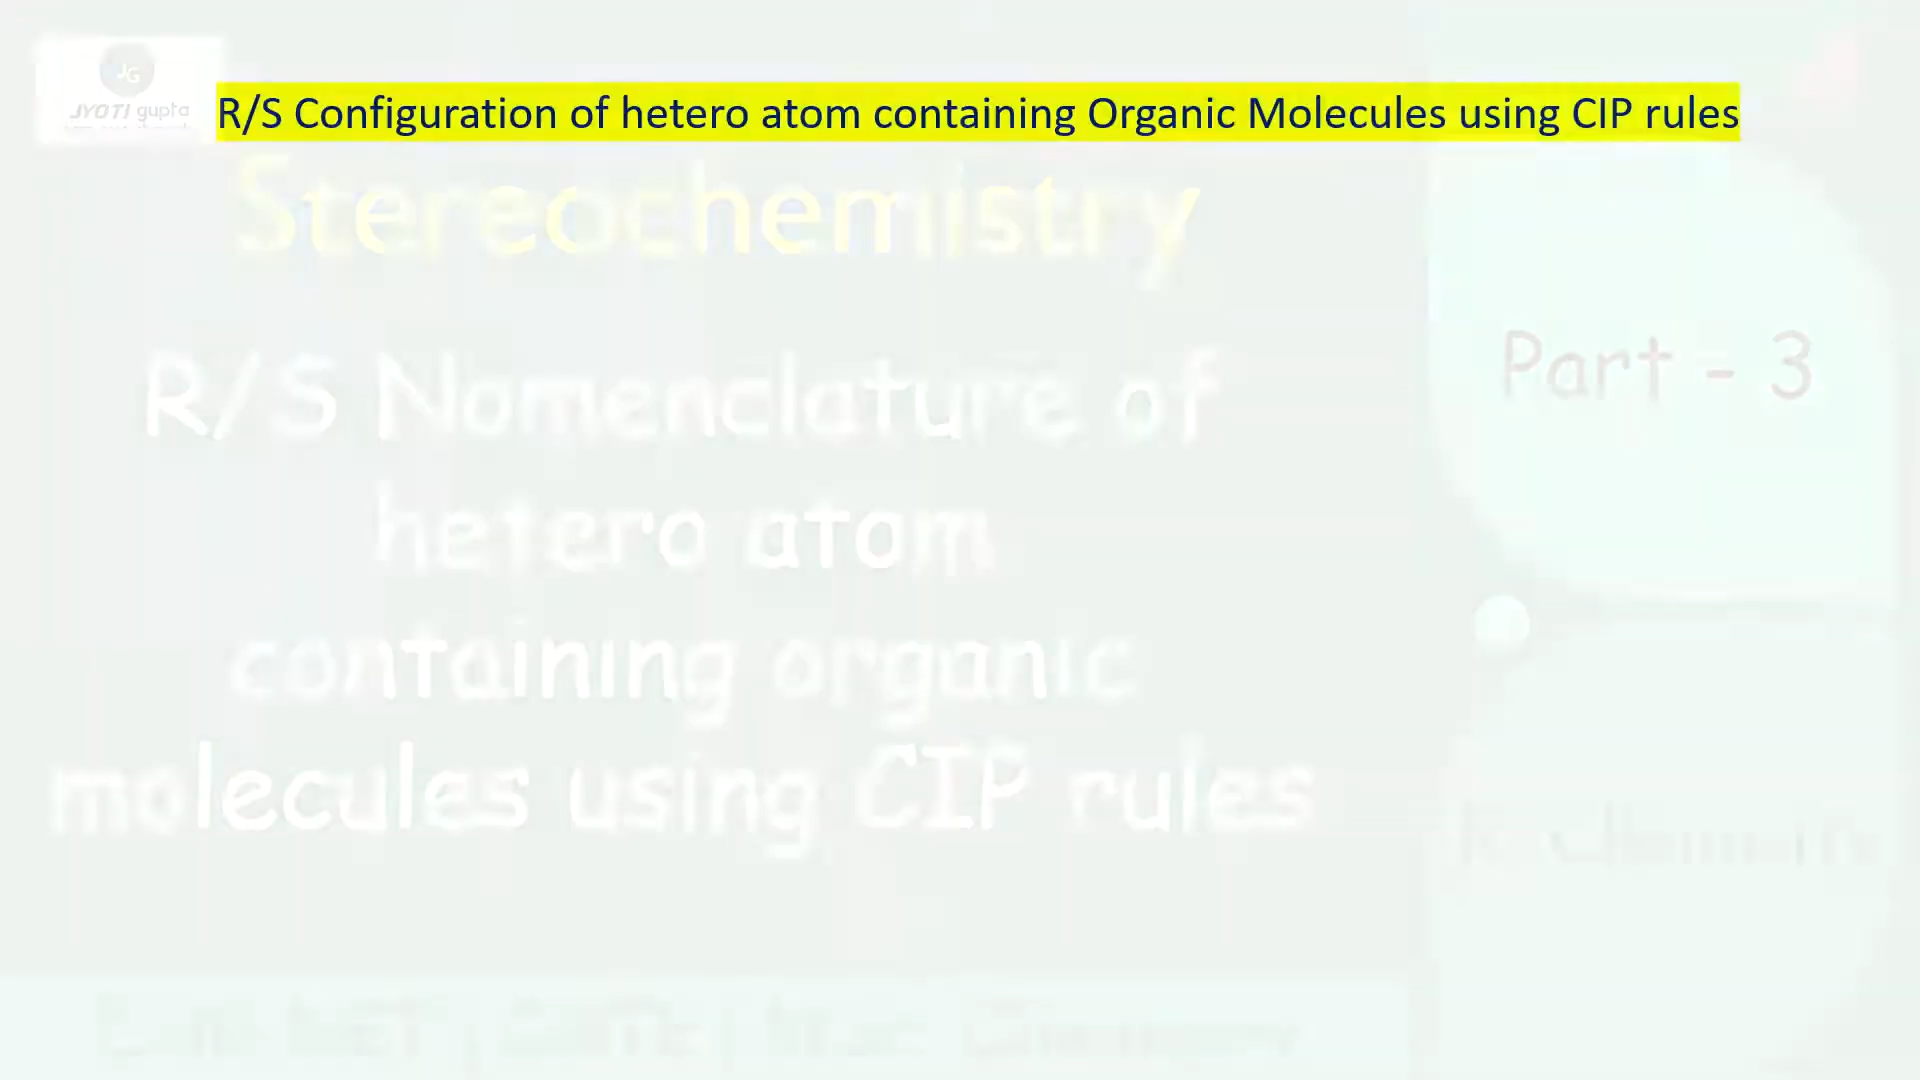 JG
JYOTI gupta
R/S Configuration of hetero atom containing Organic Molecules using CIP rules
Stereochemistry
R/S Nomenclature of
hetero atom
containing organic
molecules using CIP rules
Part - 3